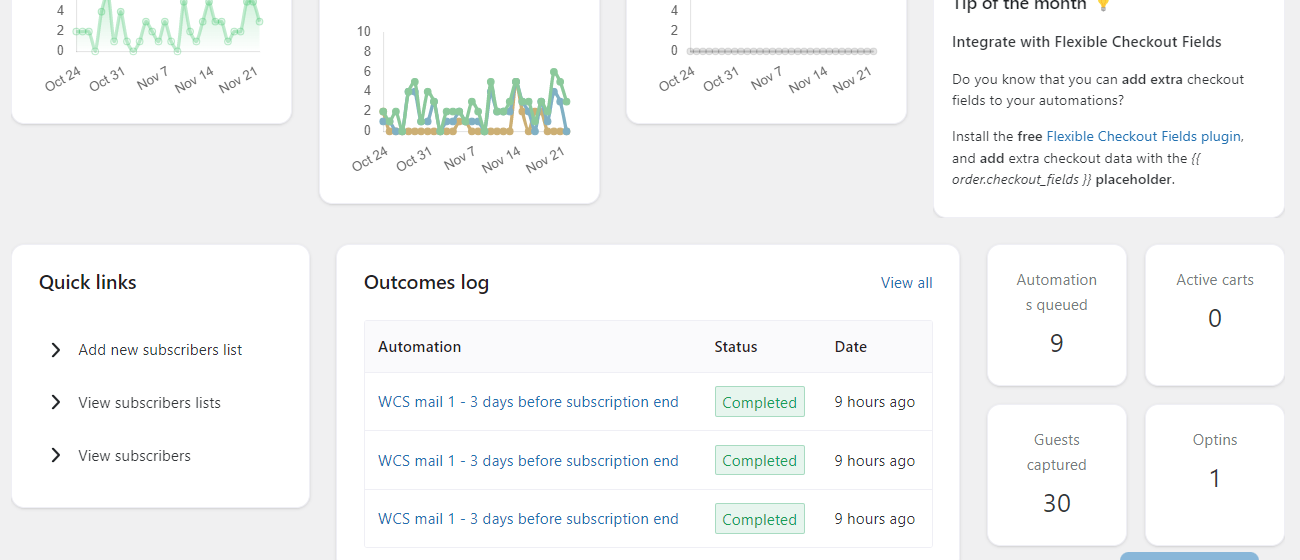 4
2
0
Oct 24
Oct 31
Nov 7
Nov 14
Nov 21
10
8
6
4
2
0
Oct 24
Oct 31
Nov 7
Nov 14
Nov 21
4
2
0
Oct 24
Oct 31
Nov 7
Nov 14
Nov 21
Tip of the month 💡
Integrate with Flexible Checkout Fields
Do you know that you can add extra checkout
fields to your automations?
Install the free Flexible Checkout Fields plugin,
and add extra checkout data with the {{
order.checkout_fields }} placeholder.
Quick links
Add new subscribers list
View subscribers lists
View subscribers
Outcomes log
View all
Automation Status Date
WCS mail 1 - 3 days before subscription end Completed 9 hours ago
WCS mail 1 - 3 days before subscription end Completed 9 hours ago
WCS mail 1 - 3 days before subscription end Completed 9 hours ago
Automation
s queued
9
Active carts
0
Guests
captured
30
Optins
1